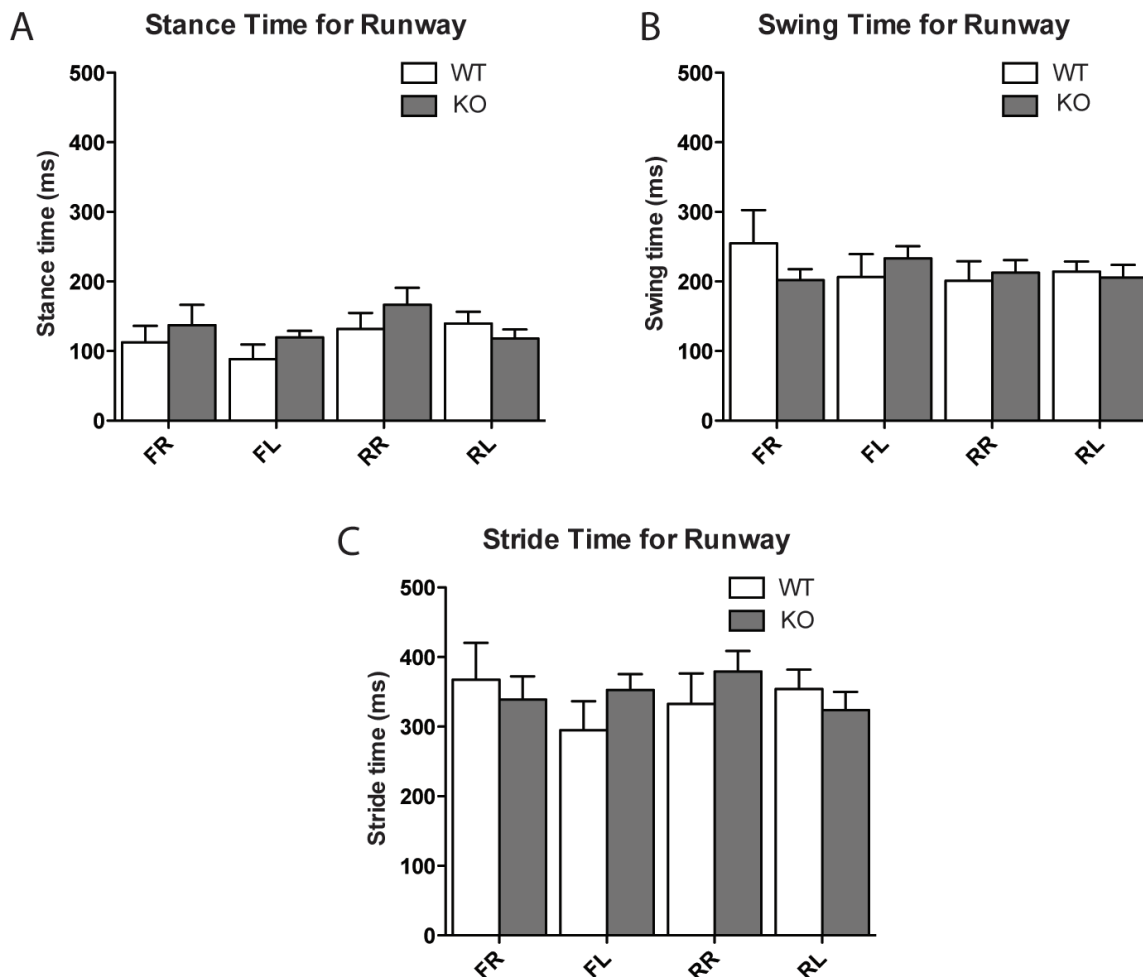 A
Stance Time for Runway
WT
KO
Stance time (ms)
500
400
300
200
100
0
FR
FL
RR
RL
B
Swing Time for Runway
WT
KO
Swing time (ms)
500
400
300
200
100
0
FR
FL
RR
RL
C
Stride Time for Runway
WT
KO
Stride time (ms)
500
400
300
200
100
0
FR
FL
RR
RL